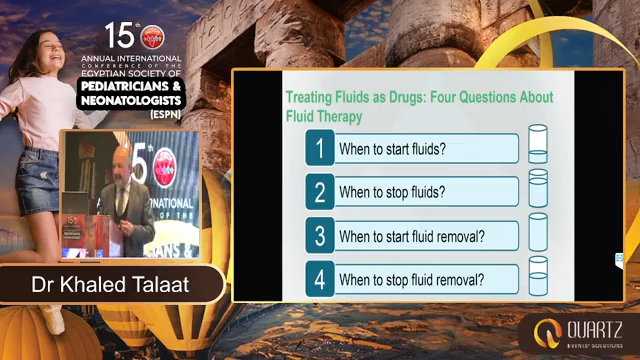 15th
ANNUAL INTERNATIONAL
CONFERENCE OF THE
EGYPTIAN SOCIETY OF
PEDIATRICIANS &
NEONATOLOGISTS
(ESPN)
Treating Fluids as Drugs: Four Questions About
Fluid Therapy
1 When to start fluids?
2 When to stop fluids?
3 When to start fluid removal?
4 When to stop fluid removal?
Dr Khaled Talaat
QUARTZ
EVENTS' SOLUTIONS